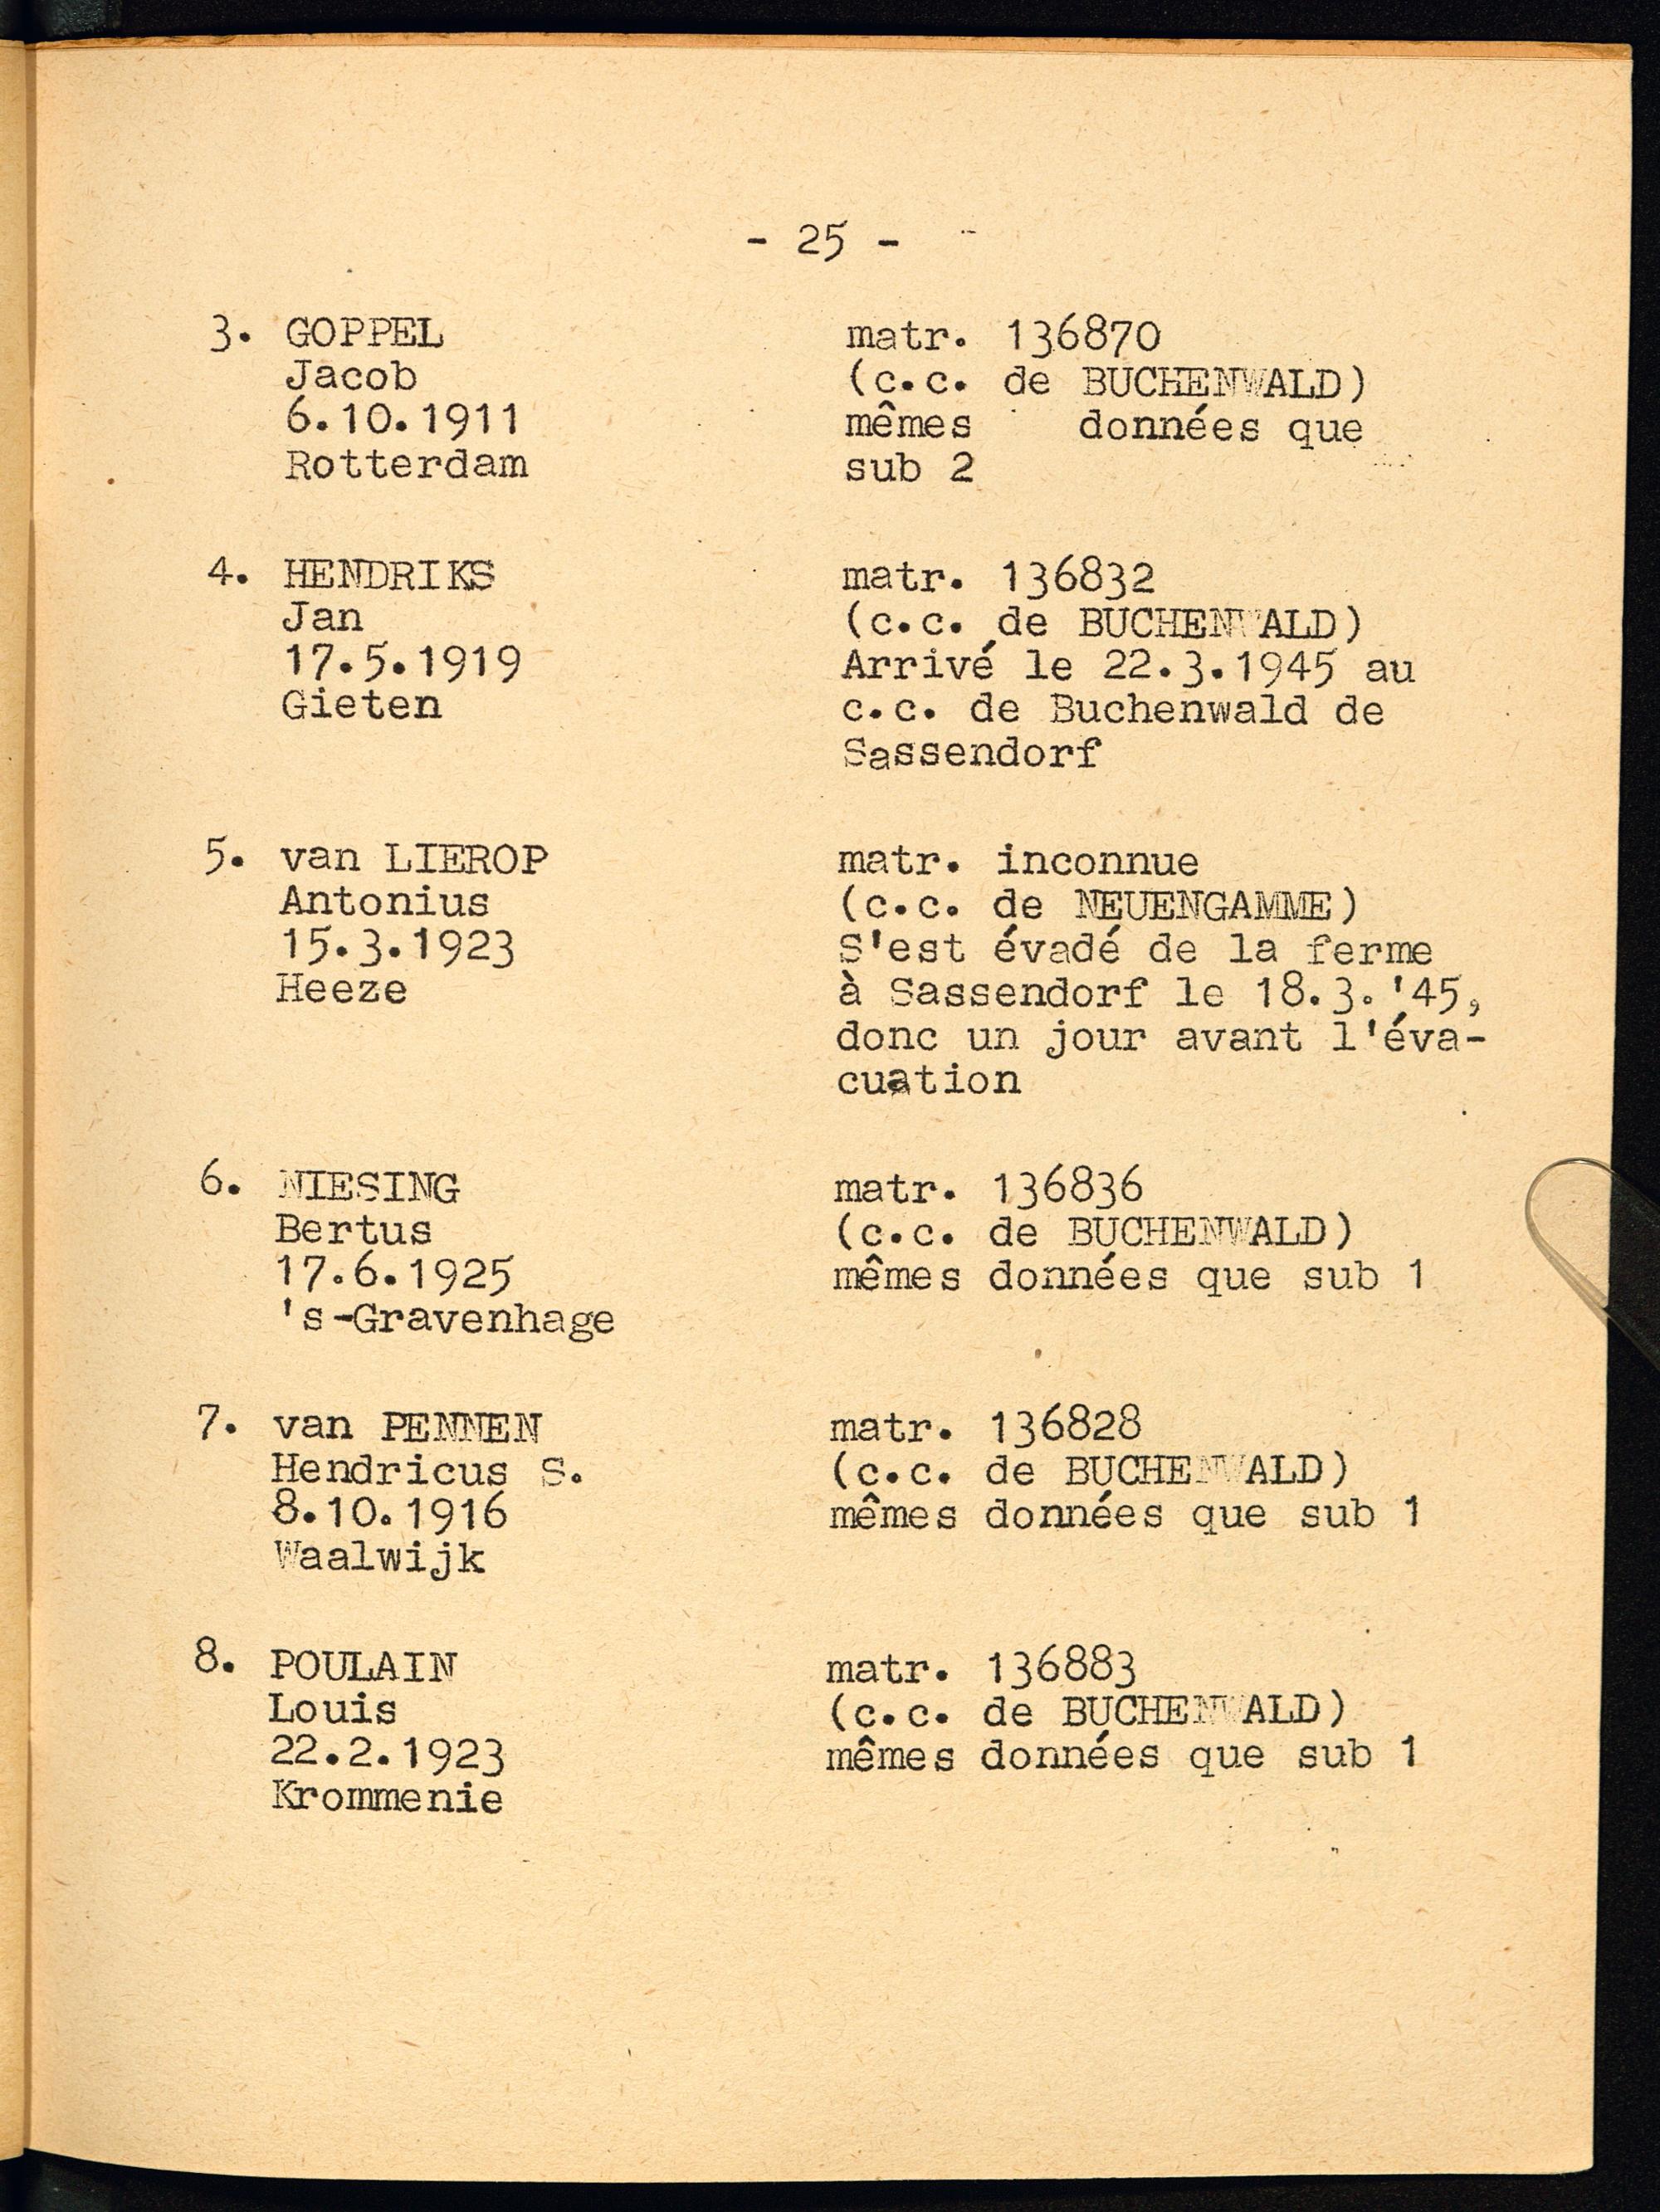 - 25 -
3. GOPPEL
Jacob
6.10.1911
Rotterdam
matr. 136870
(c.c. de BUCHENWALD)
mêmes données que
sub 2
4. HENDRIKS
Jan
17.5.1919
Gieten
matr. 136832
(c.c. de BUCHENWALD)
Arrivé le 22.3.1945 au
c.c. de Buchenwald de
Sassendorf
5. van LIEROP
Antonius
15.3.1923
Heeze
matr. inconnue
(c.c. de NEUENGAMME)
S'est évadé de la ferme
à Sassendorf le 18.3.'45,
donc un jour avant l'éva-
cuation
6. NIESING
Bertus
17.6.1925
's-Gravenhage
matr. 136836
(c.c. de BUCHENWALD)
mêmes données que sub 1
7. van PENNEN
Hendricus S.
8.10.1916
Waalwijk
matr. 136828
(c.c. de BUCHENWALD)
mêmes données que sub 1
8. POULAIN
Louis
22.2.1923
Krommenie
matr. 136883
(c.c. de BUCHENWALD)
mêmes données que sub 1